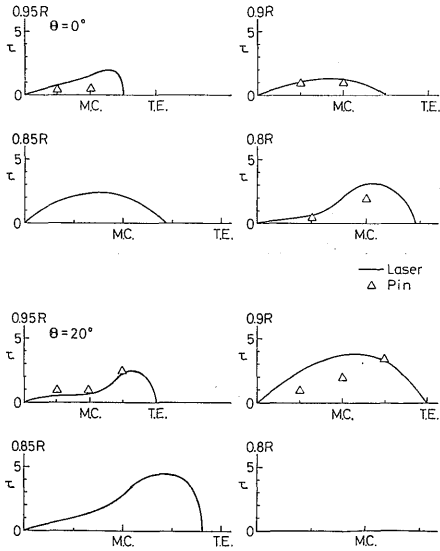 0.95R 0.9R
5 θ=0° 5
τ τ
0 0
M.C. T.E. M.C. T.E.
0.85R 0.8R
5 5
τ τ
0 0
M.C. T.E. M.C.
— Laser
△ Pin
0.95R 0.9R
5 θ=20° 5
τ τ
0 0
M.C. T.E. M.C. T.E.
0.85R 0.8R
5 5
τ τ
0 0
M.C. T.E. M.C.